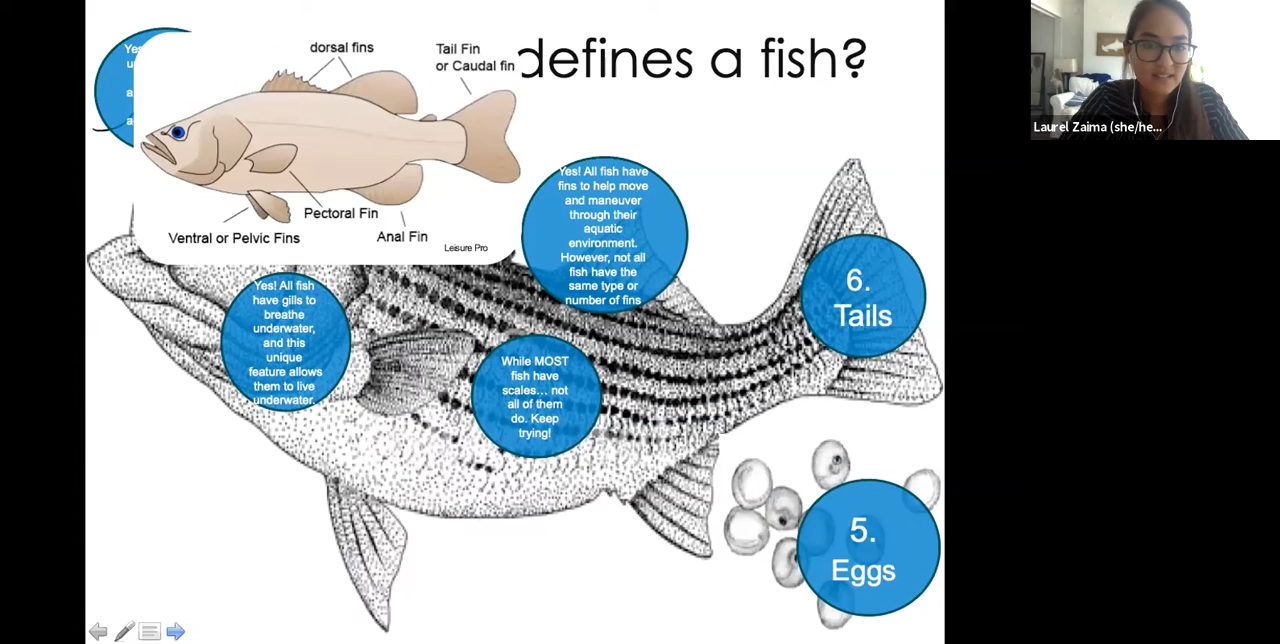 defines a fish?
Yes
u
a
a
dorsal fins
Tail Fin
or Caudal fin
Pectoral Fin
Ventral or Pelvic Fins
Anal Fin
Leisure Pro
Yes! All fish have
fins to help move
and maneuver
through their
aquatic
environment.
However, not all
fish have the
same type or
number of fins
Yes! All fish
have gills to
breathe
underwater,
and this
unique
feature allows
them to live
underwater.
While MOST
fish have
scales... not
all of them
do. Keep
trying!
6.
Tails
5.
Eggs
Laurel Zaima (she/he...